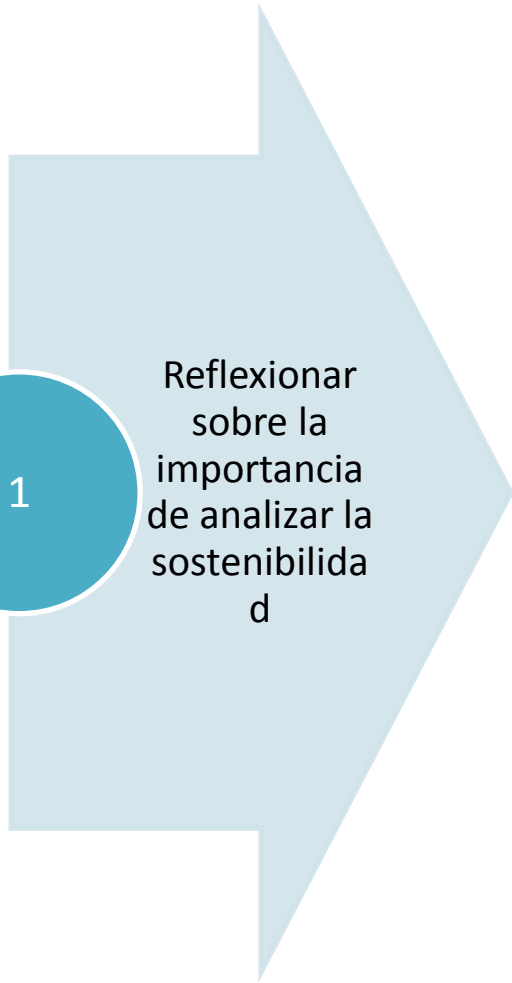 1
Reflexionar
sobre la
importancia
de analizar la
sostenibilida
d